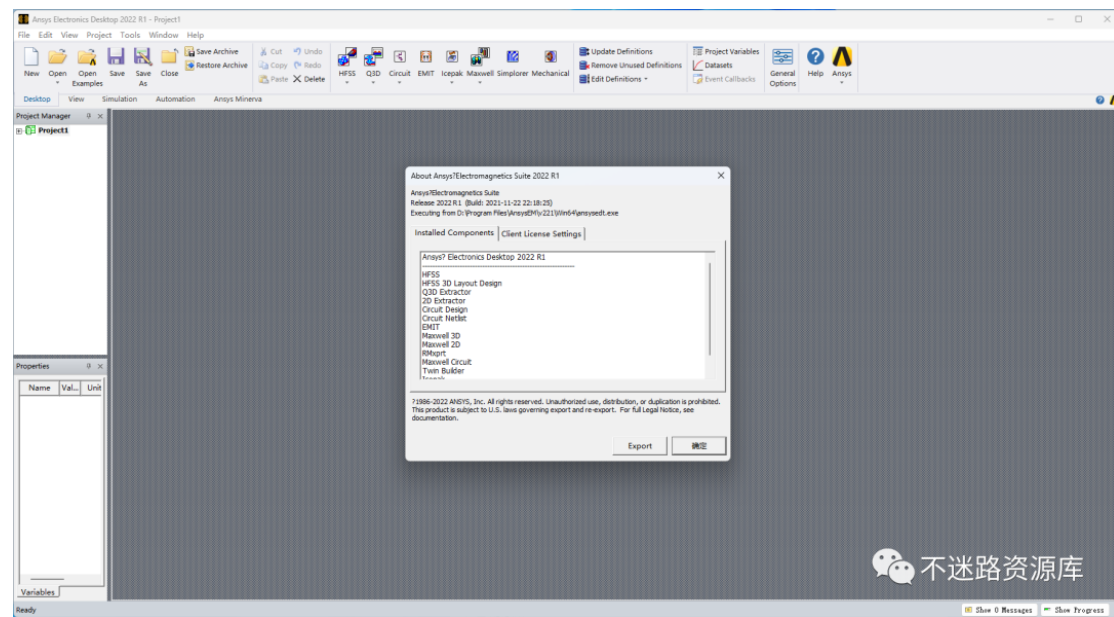 Ansys Electronics Desktop 2022 R1 - Project1
File Edit View Project Tools Window Help
New Open Open Examples Save Save As Close
Save Archive
Restore Archive
Cut Undo
Copy Redo
Paste Delete
HFSS Q3D Circuit EMIT Icepak Maxwell Simplorer Mechanical
Update Definitions
Remove Unused Definitions
Edit Definitions
Project Variables
Datasets
Event Callbacks
General Options
Help Ansys
Desktop View Simulation Automation Ansys Minerva
Project Manager
Project1
About Ansys?Electromagnetics Suite 2022 R1
Ansys?Electromagnetics Suite
Release 2022 R1 (Build: 2021-11-22 22:18:25)
Executing from D:\Program Files\AnsysEM\v221\Win64\ansysedt.exe
Installed Components Client License Settings
Ansys? Electronics Desktop 2022 R1
HFSS
HFSS 3D Layout Design
Q3D Extractor
2D Extractor
Circuit Design
Circuit Netlist
EMIT
Maxwell 3D
Maxwell 2D
RMxprt
Maxwell Circuit
Twin Builder
?1986-2022 ANSYS, Inc. All rights reserved. Unauthorized use, distribution, or duplication is prohibited.
This product is subject to U.S. laws governing export and re-export. For full Legal Notice, see
documentation.
Export 确定
Properties
Name Val... Unit
Variables
Ready
Show 0 Messages Show Progress
不迷路资源库